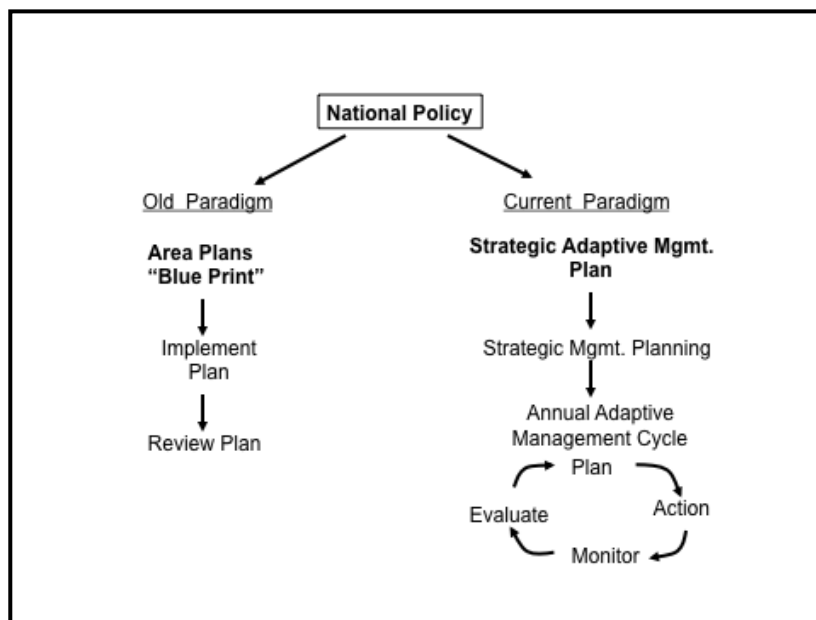 National Policy
Old Paradigm
Area Plans
“Blue Print”
Implement
Plan
Review Plan
Current Paradigm
Strategic Adaptive Mgmt.
Plan
Strategic Mgmt. Planning
Annual Adaptive
Management Cycle
Plan
Action
Monitor
Evaluate